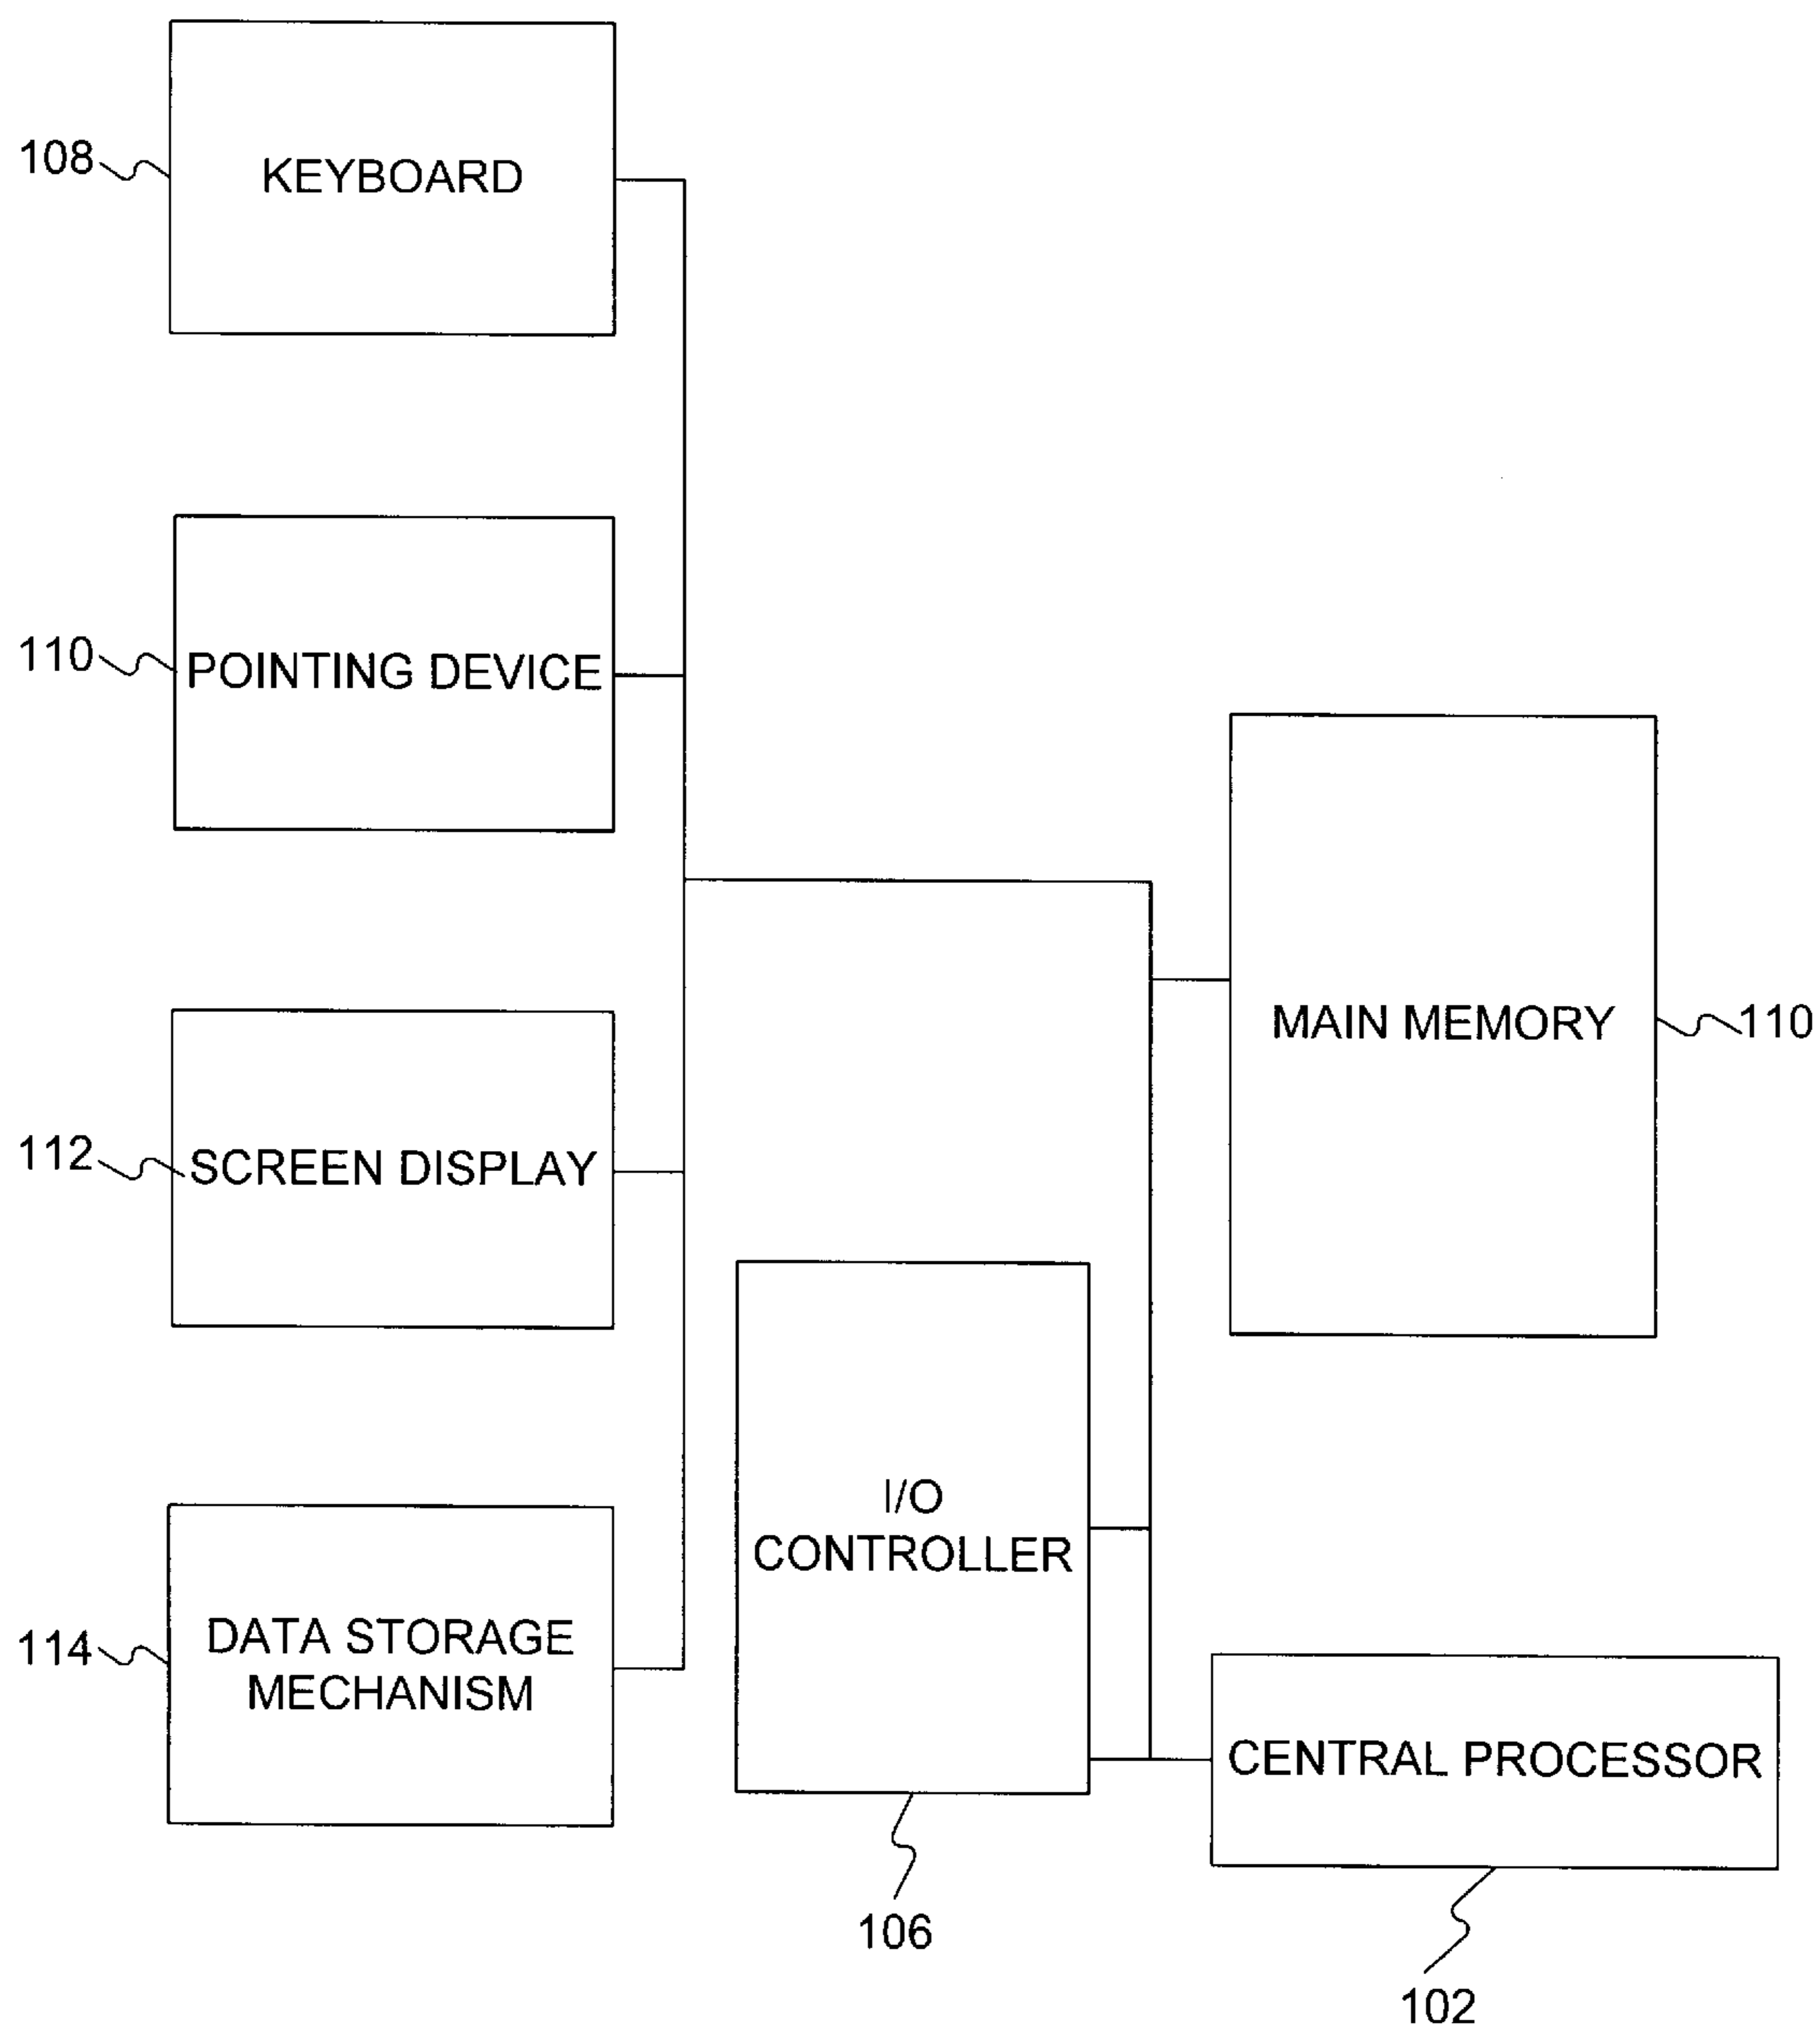 108
KEYBOARD
110
POINTING DEVICE
MAIN MEMORY
110
112
SCREEN DISPLAY
I/O
CONTROLLER
114
DATA STORAGE
MECHANISM
CENTRAL PROCESSOR
106
102